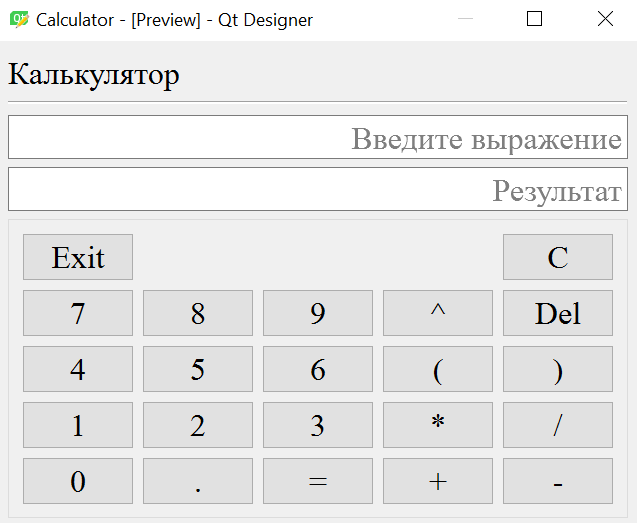 Calculator - [Preview] - Qt Designer
Калькулятор
Введите выражение
Результат
Exit C
7 8 9 ^ Del
4 5 6 ( )
1 2 3 * /
0 . = + -